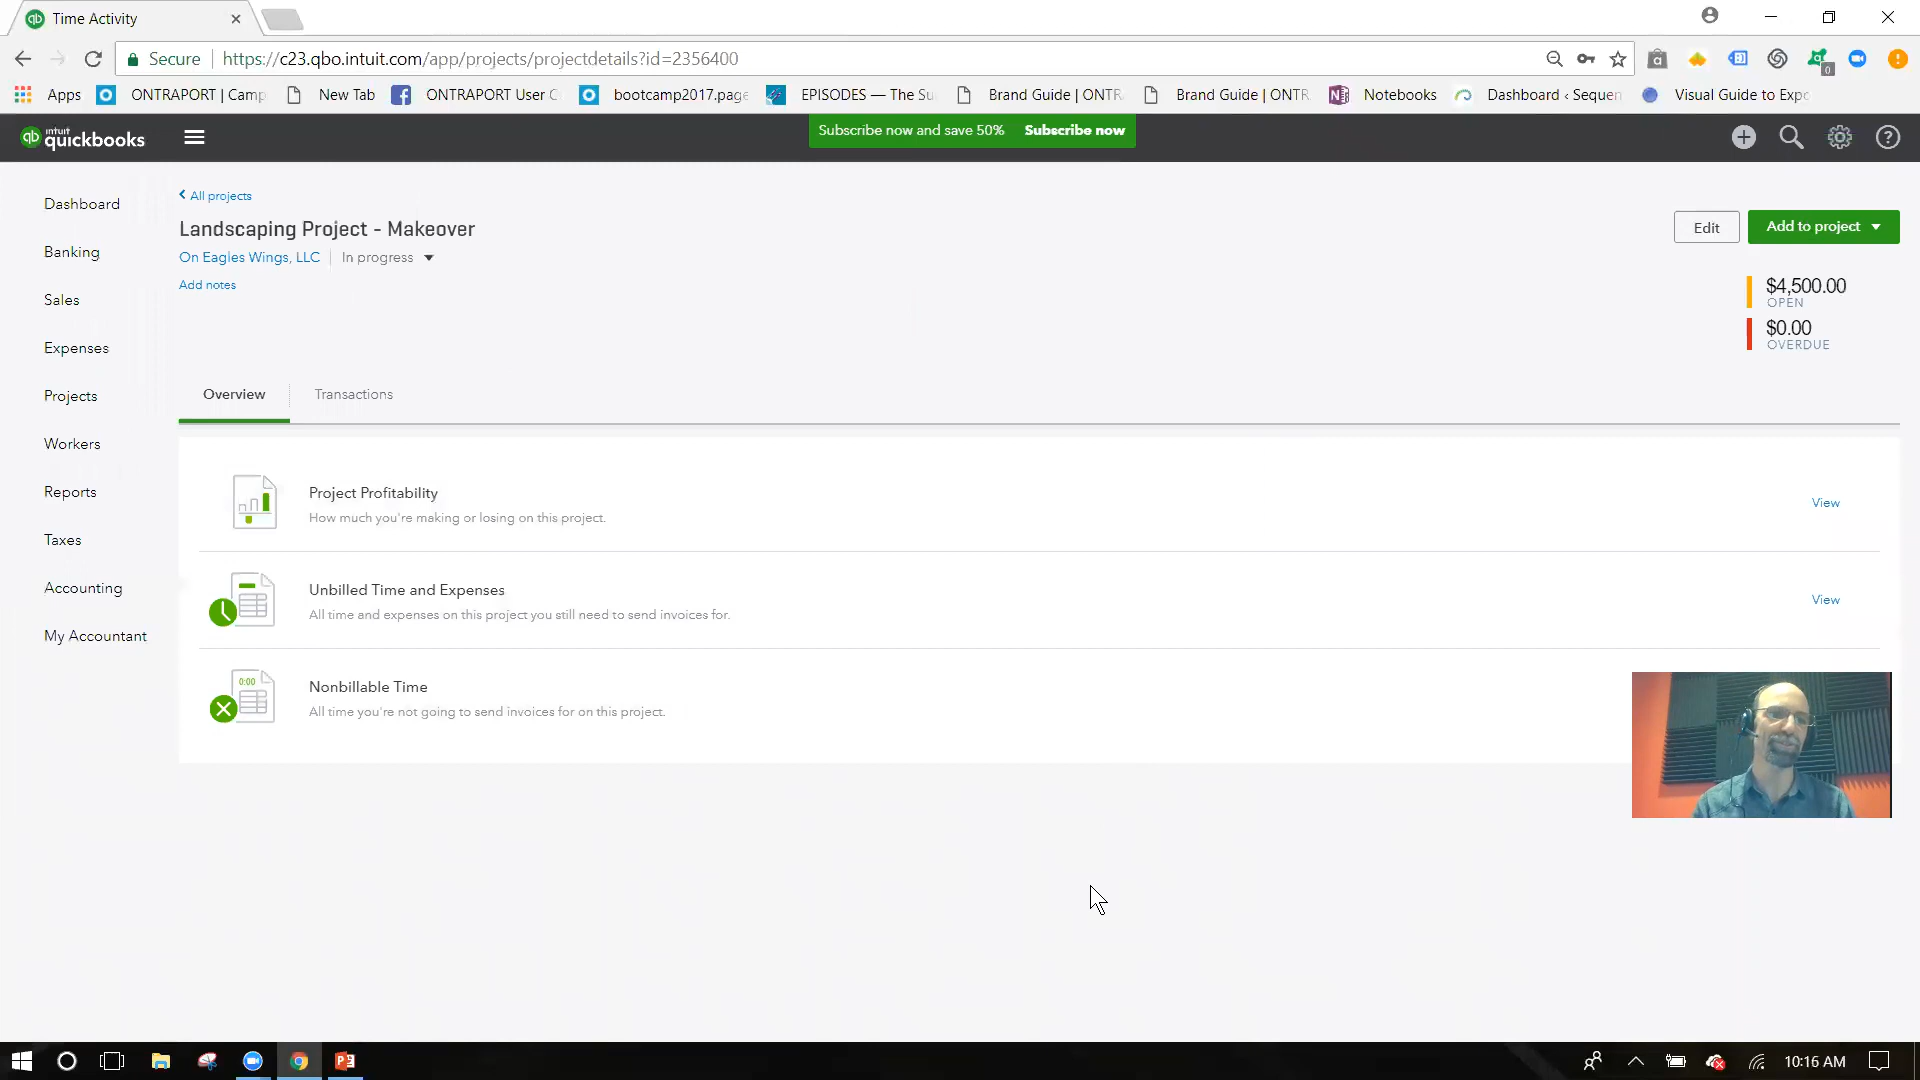 Time Activity
Secure
https://c23.qbo.intuit.com/app/projects/projectdetails?id=2356400
0
Apps
ONTRAPORT | Camp
New Tab
ONTRAPORT User C
bootcamp2017.page
EPISODES — The Su
Brand Guide | ONTR
Brand Guide | ONTR
Notebooks
Dashboard ‹ Sequen
Visual Guide to Expo
qb intuit quickbooks
Subscribe now and save 50% Subscribe now
Dashboard
Banking
Sales
Expenses
Projects
Workers
Reports
Taxes
Accounting
My Accountant
All projects
Landscaping Project - Makeover
On Eagles Wings, LLC
In progress
Add notes
Edit
Add to project
$4,500.00
OPEN
$0.00
OVERDUE
Overview
Transactions
Project Profitability
How much you're making or losing on this project.
View
Unbilled Time and Expenses
All time and expenses on this project you still need to send invoices for.
View
0:00
Nonbillable Time
All time you're not going to send invoices for on this project.
10:16 AM